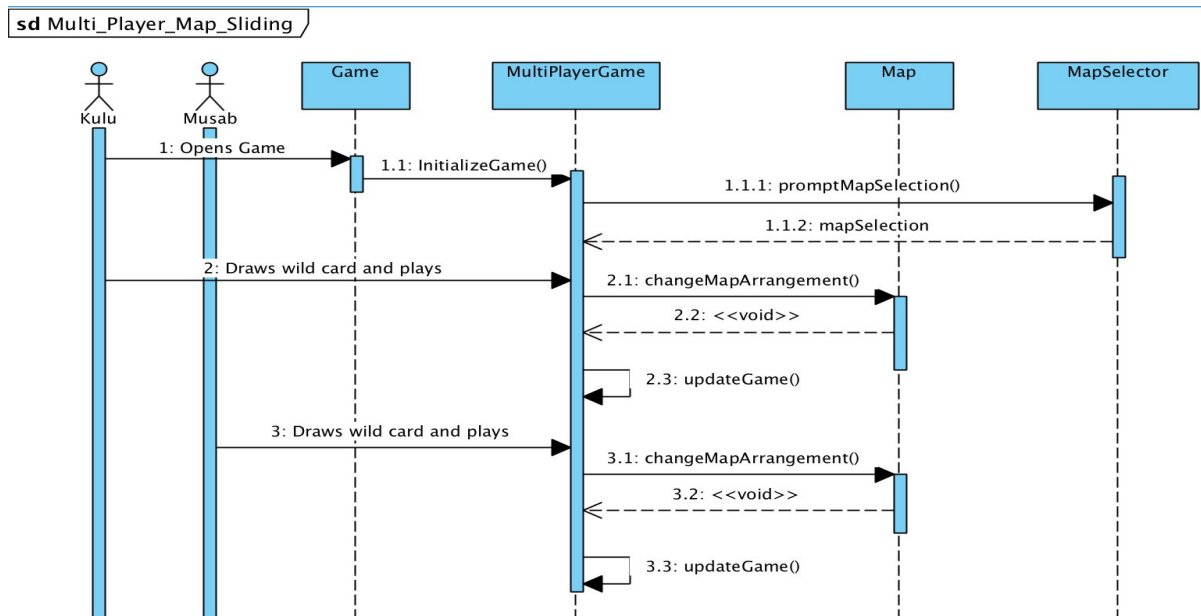 sd Multi_Player_Map_Sliding
Game
MultiPlayerGame
Map
MapSelector
Kulu
Musab
1: Opens Game
1.1: InitializeGame()
1.1.1: promptMapSelection()
1.1.2: mapSelection
2: Draws wild card and plays
2.1: changeMapArrangement()
2.2: <<void>>
2.3: updateGame()
3: Draws wild card and plays
3.1: changeMapArrangement()
3.2: <<void>>
3.3: updateGame()